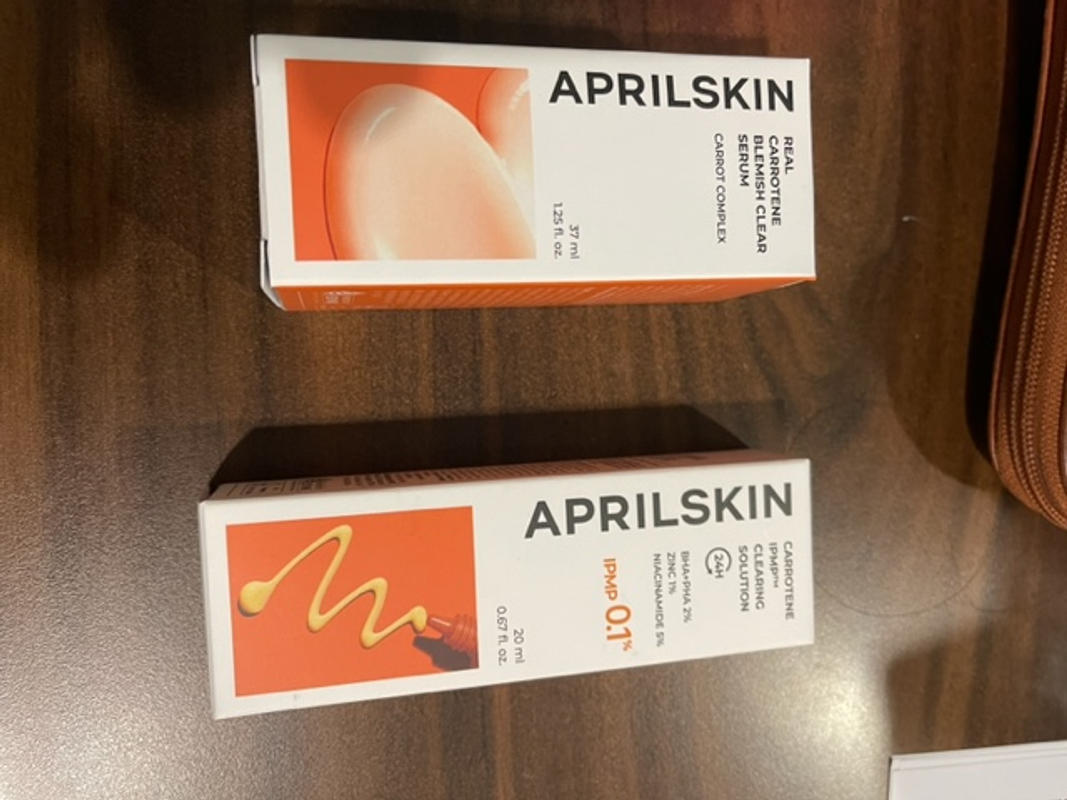 APRILSKIN
REAL
CARROTENE
BLEMISH CLEAR
SERUM
CARROT COMPLEX
37 ml
1.25 fl. oz.
APRILSKIN
CARROTENE
IPMP™
CLEARING
SOLUTION
24H
BHA+PHA 2%
ZINC 1%
NIACINAMIDE 5%
IPMP 0.1%
20 ml
0.67 fl. oz.